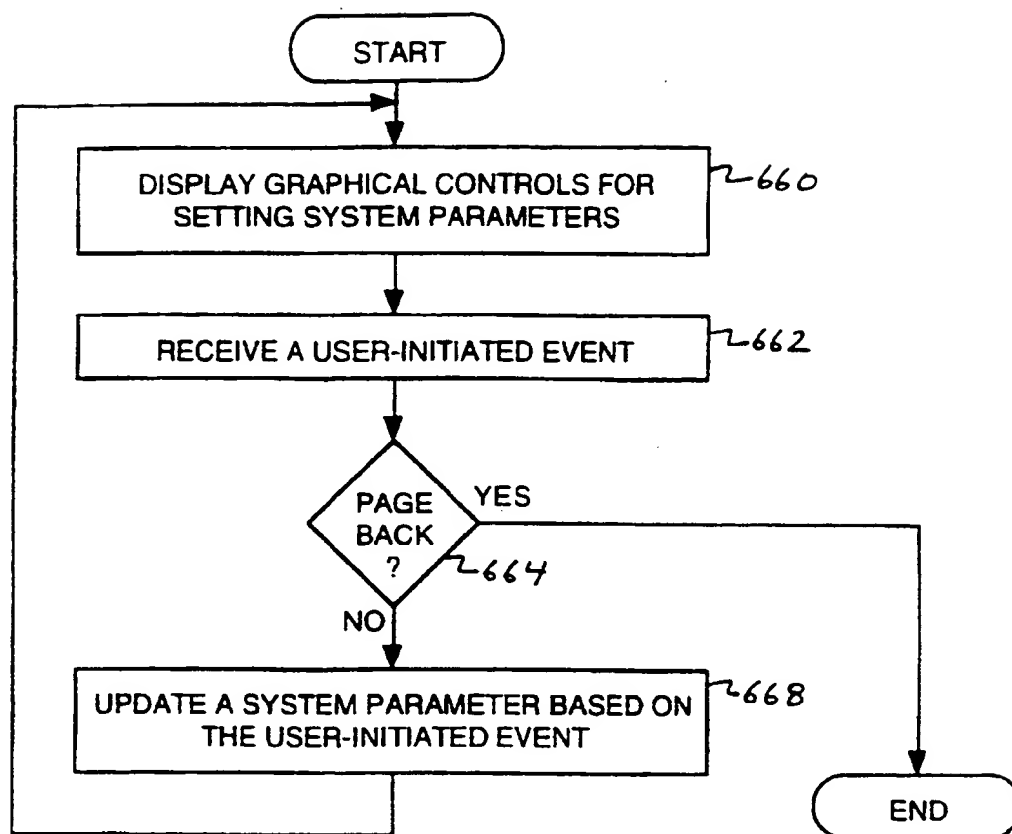 START
DISPLAY GRAPHICAL CONTROLS FOR
SETTING SYSTEM PARAMETERS
660
RECEIVE A USER-INITIATED EVENT
662
PAGE
BACK
?
YES
664
NO
UPDATE A SYSTEM PARAMETER BASED ON
THE USER-INITIATED EVENT
668
END